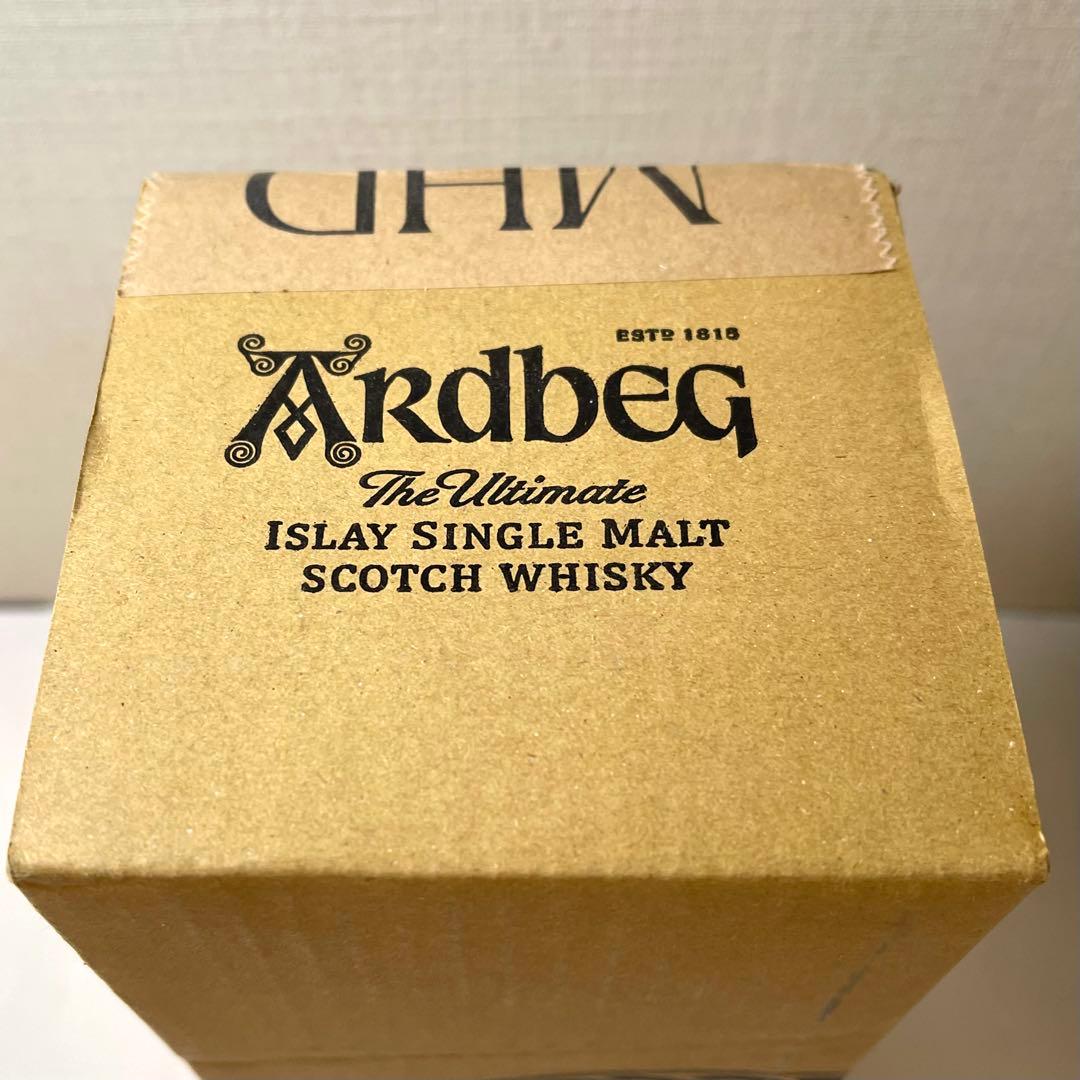 MHD
ESTD 1815
ARdbEG
The Ultimate
ISLAY SINGLE MALT
SCOTCH WHISKY